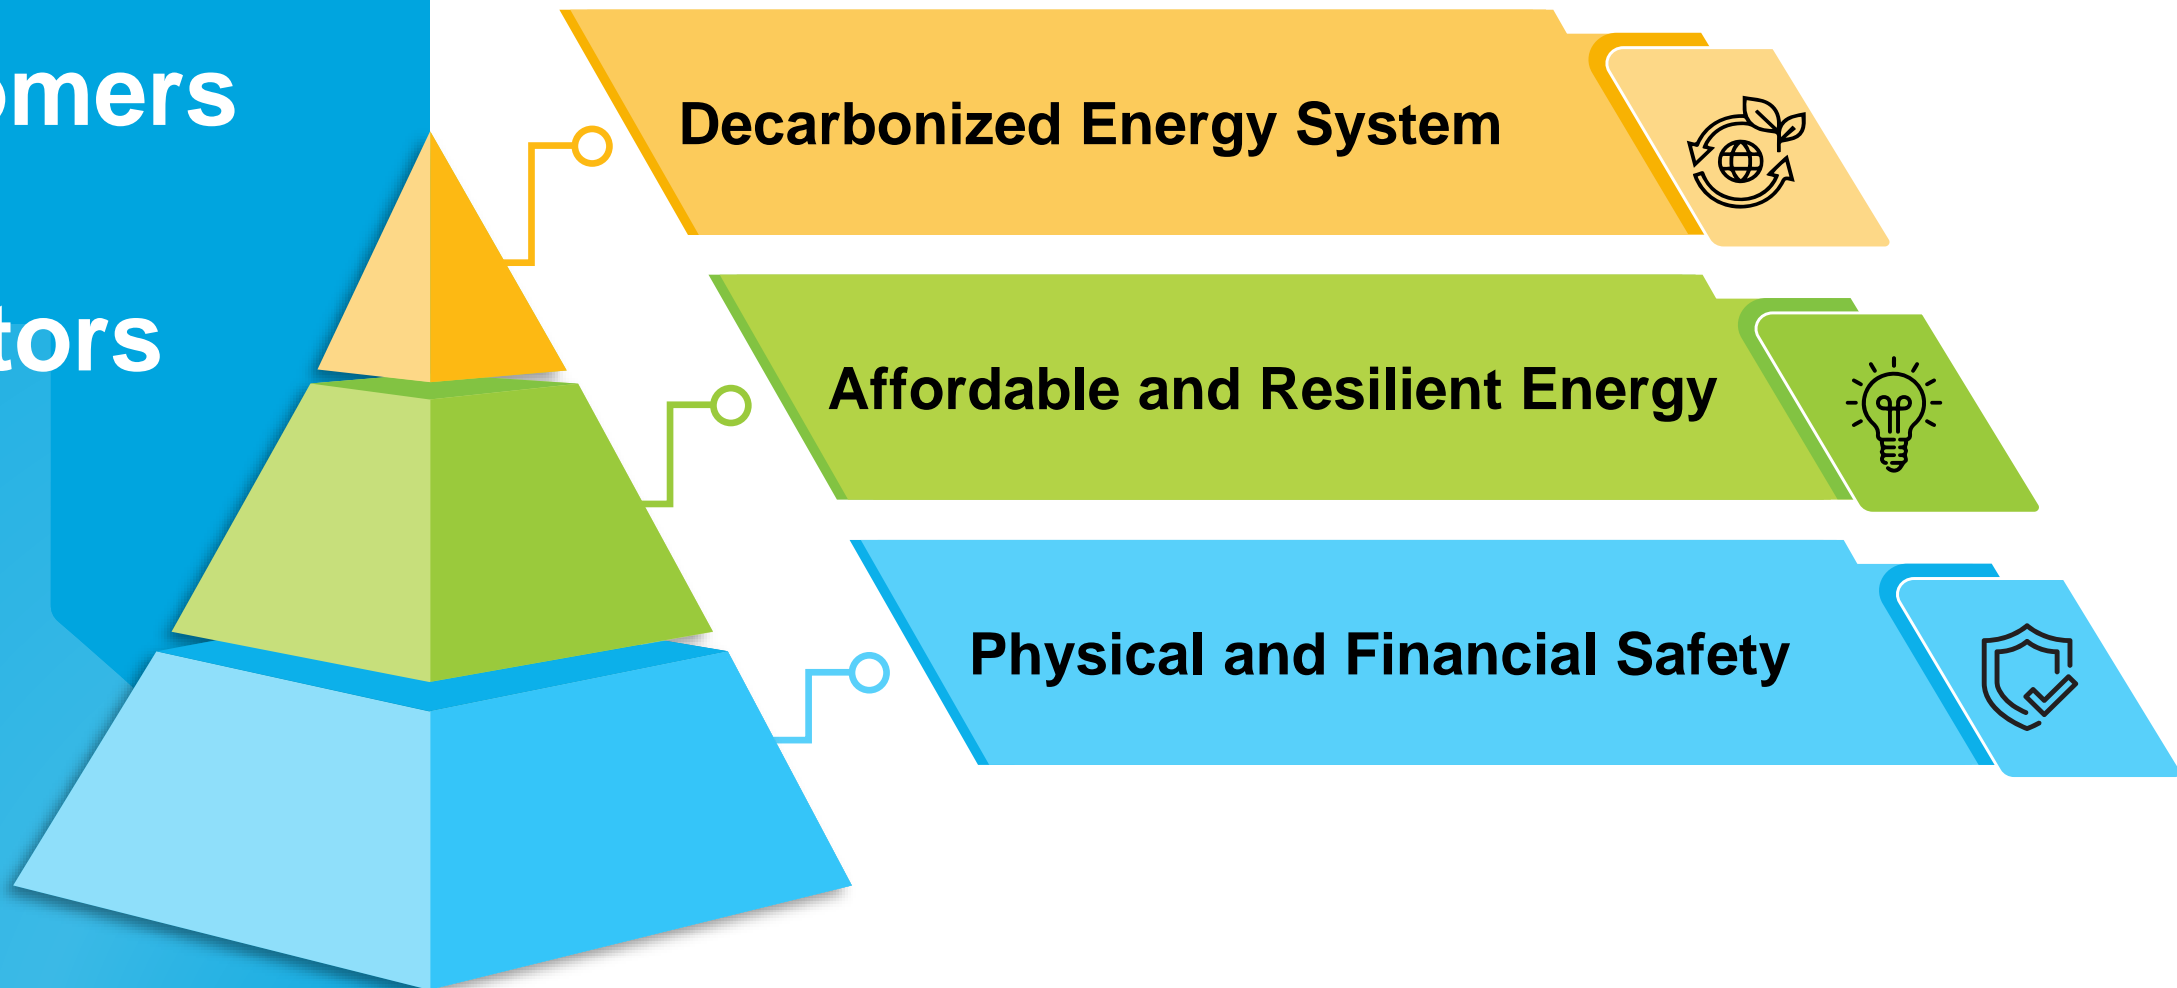 omers
tors
Decarbonized Energy System
Affordable and Resilient Energy
Physical and Financial Safety